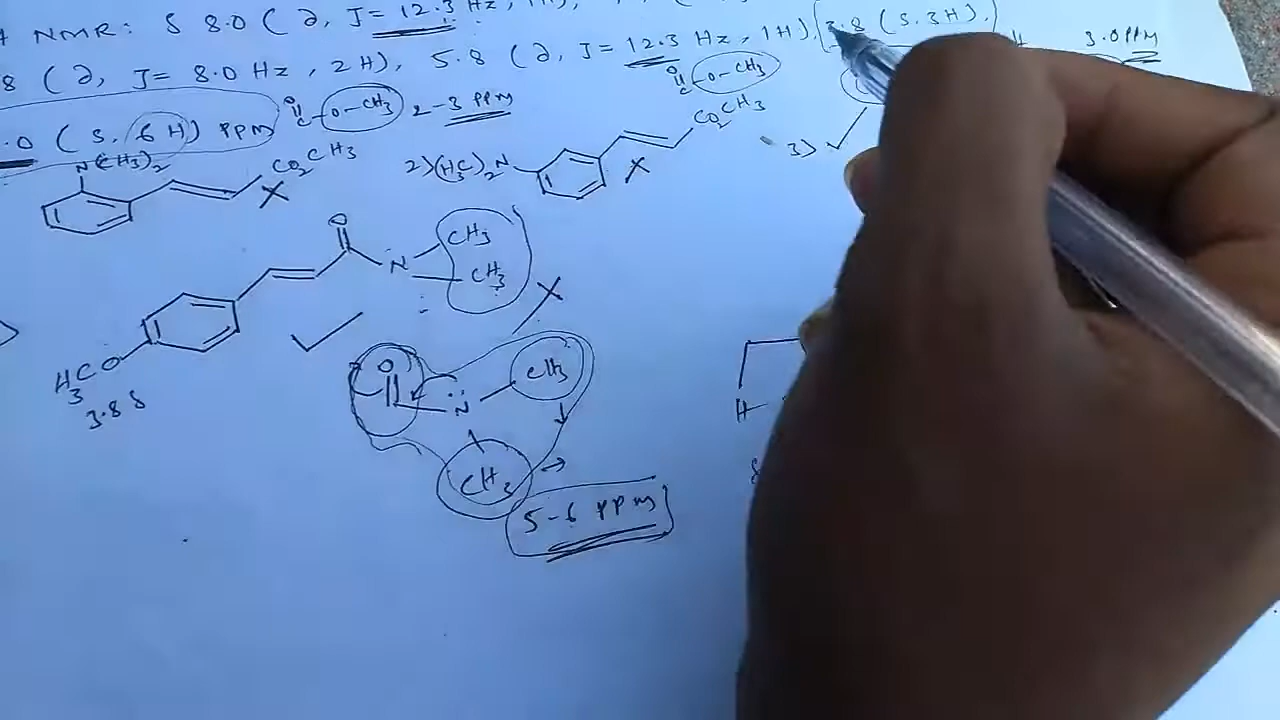 NMR: δ 8.0 (d, J = 12.3 Hz, 1H),
8 (d, J = 8.0 Hz, 2H), 5.8 (d, J = 12.3 Hz, 1H), 3.8 (s, 3H),
3.0 PPM
.0 (s, 6H) PPM
O
C-O-CH3
2-3 PPM
O
C-O-CH3
N(CH3)2
CO2CH3
X
2) (H3C)2N
CO2CH3
X
3)
O
N
CH3
CH3
X
H3CO
3.8 δ
O
N
CH3
CH3
5-6 PPM
H